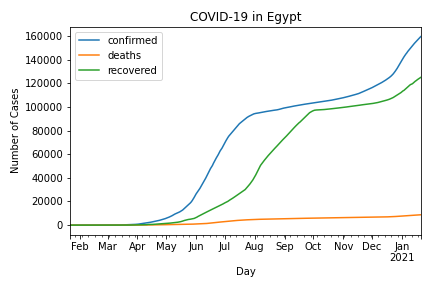 COVID-19 in Egypt
confirmed
deaths
recovered
Number of Cases
160000
140000
120000
100000
80000
60000
40000
20000
0
Feb Mar Apr May Jun Jul Aug Sep Oct Nov Dec Jan
2021
Day